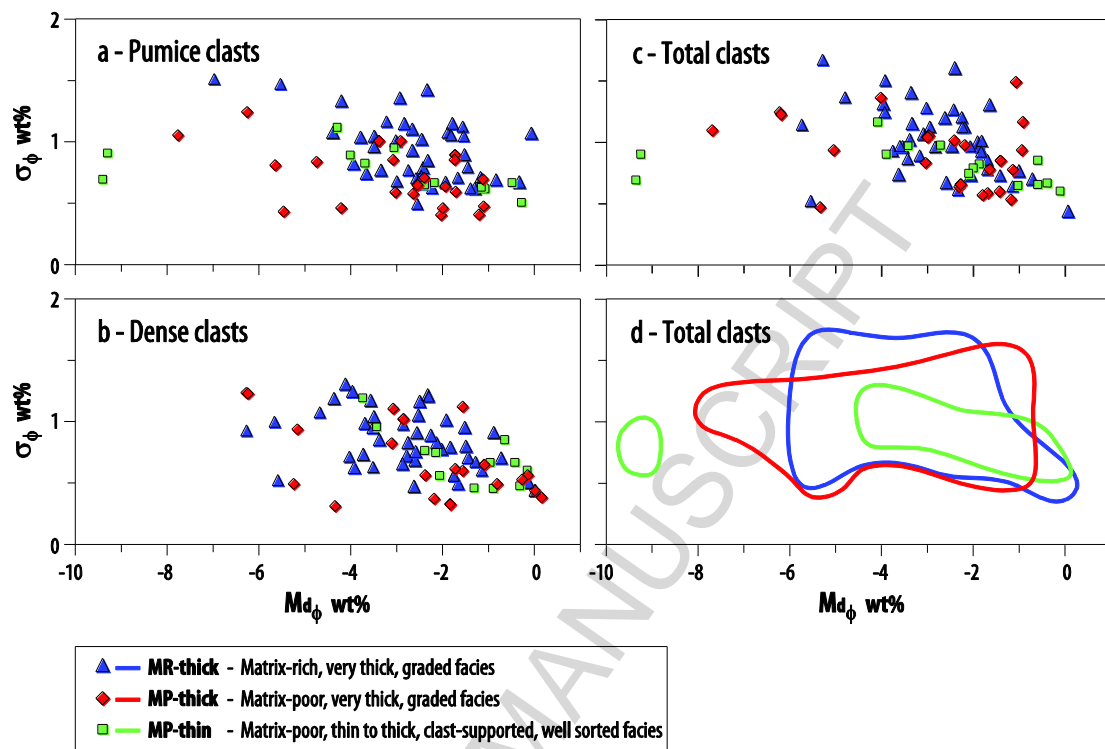 2
a - Pumice clasts
1
σϕ wt%
0
c - Total clasts
2
b - Dense clasts
1
σϕ wt%
0
-10 -8 -6 -4 -2 0
Mdϕ wt%
d - Total clasts
-10 -8 -6 -4 -2 0
Mdϕ wt%
MANUSCRIPT
MR-thick - Matrix-rich, very thick, graded facies
MP-thick - Matrix-poor, very thick, graded facies
MP-thin - Matrix-poor, thin to thick, clast-supported, well sorted facies